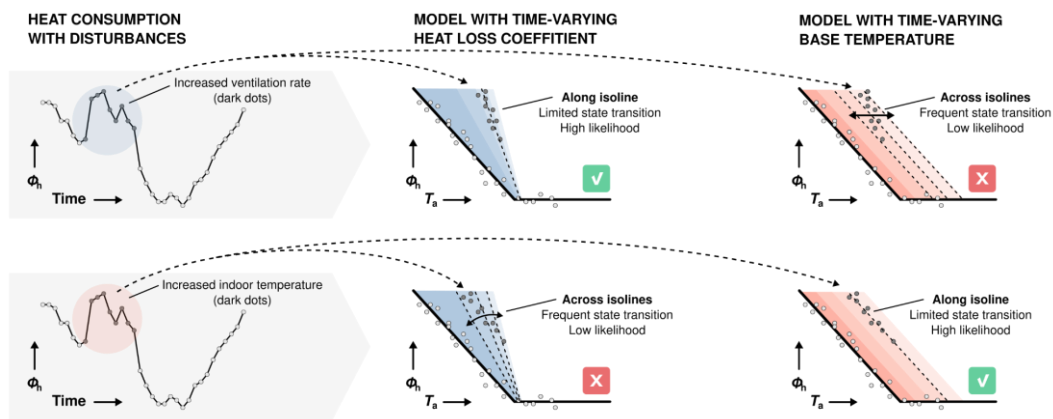 HEAT CONSUMPTION
WITH DISTURBANCES
MODEL WITH TIME-VARYING
HEAT LOSS COEFFITIENT
MODEL WITH TIME-VARYING
BASE TEMPERATURE
Increased ventilation rate
(dark dots)
Φh
Time
Along isoline
Limited state transition
High likelihood
Φh
Ta
√
Across isolines
Frequent state transition
Low likelihood
Φh
Ta
X
Increased indoor temperature
(dark dots)
Φh
Time
Across isolines
Frequent state transition
Low likelihood
Φh
Ta
X
Along isoline
Limited state transition
High likelihood
Φh
Ta
√